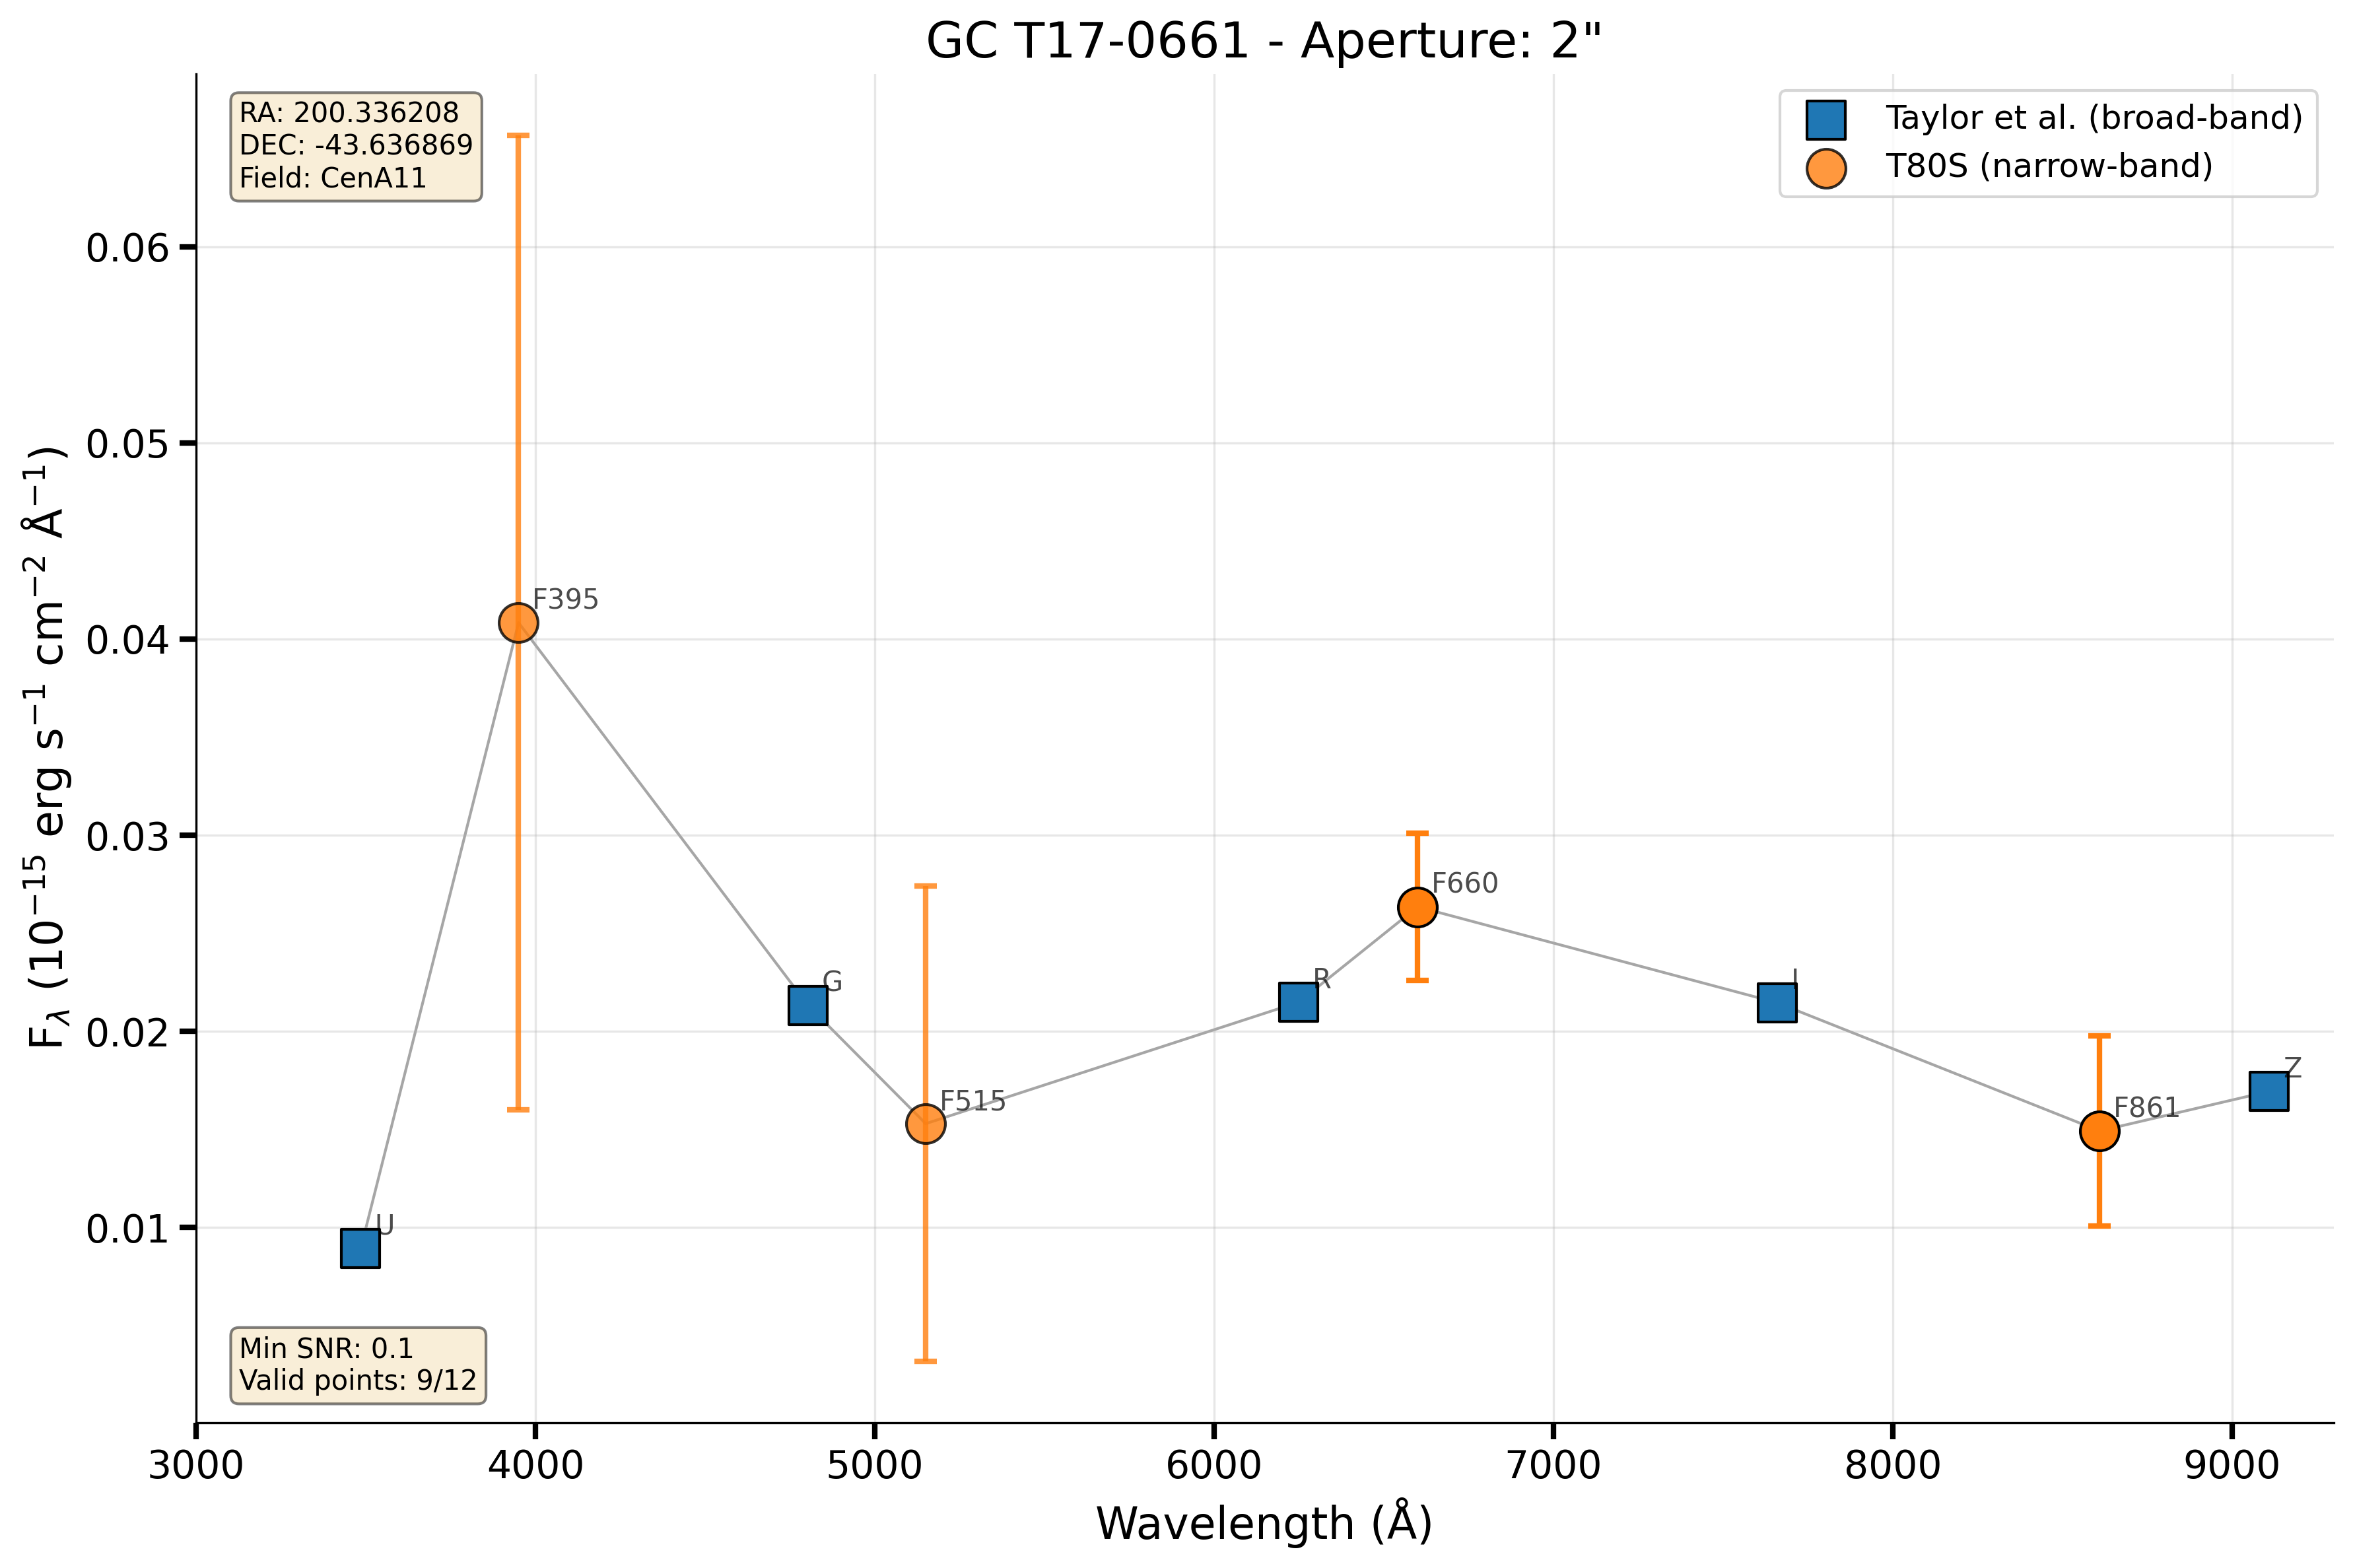 GC T17-0661 - Aperture: 2"
RA: 200.336208
DEC: -43.636869
Field: CenA11
Taylor et al. (broad-band)
T80S (narrow-band)
F_λ (10⁻¹⁵ erg s⁻¹ cm⁻² Å⁻¹)
0.06
0.05
0.04
0.03
0.02
0.01
U
F395
G
F515
R
F660
I
F861
Z
Min SNR: 0.1
Valid points: 9/12
3000 4000 5000 6000 7000 8000 9000
Wavelength (Å)